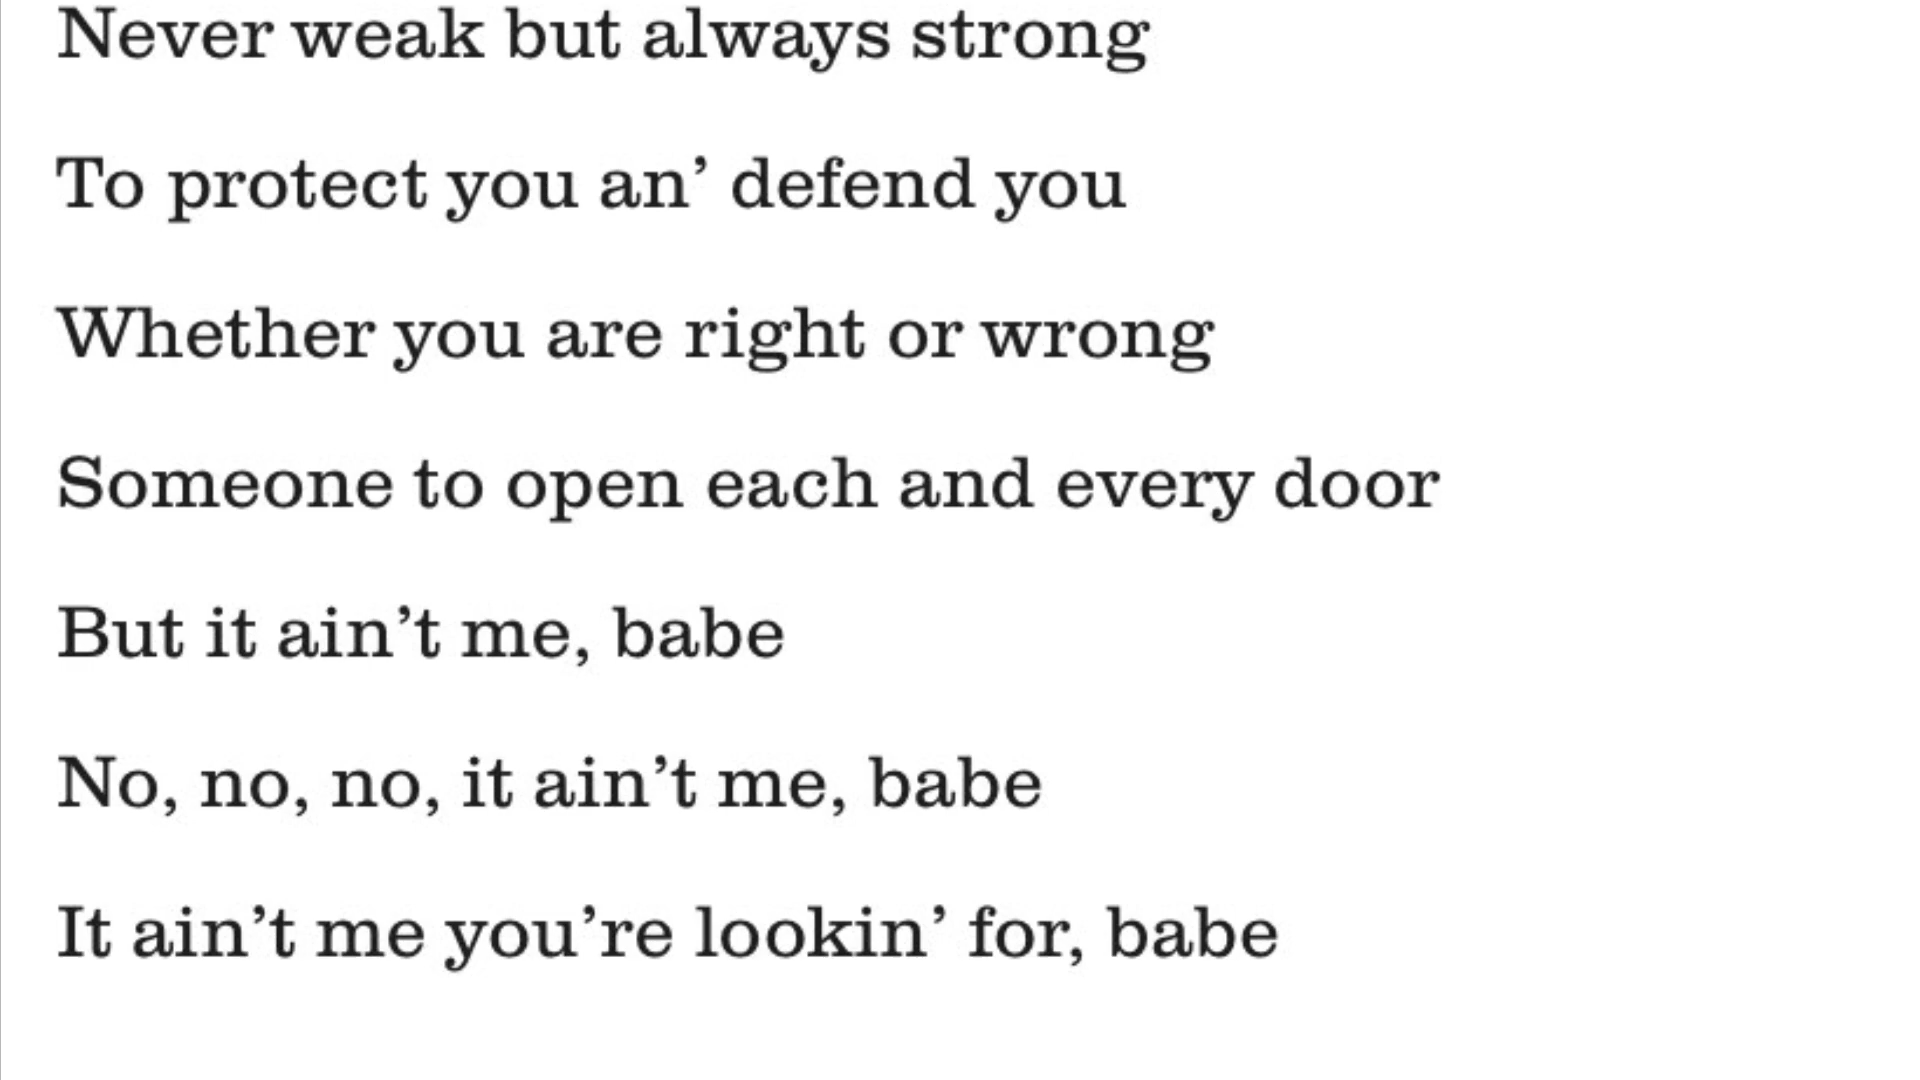 Never weak but always strong
To protect you an’ defend you
Whether you are right or wrong
Someone to open each and every door
But it ain’t me, babe
No, no, no, it ain’t me, babe
It ain’t me you’re lookin’ for, babe